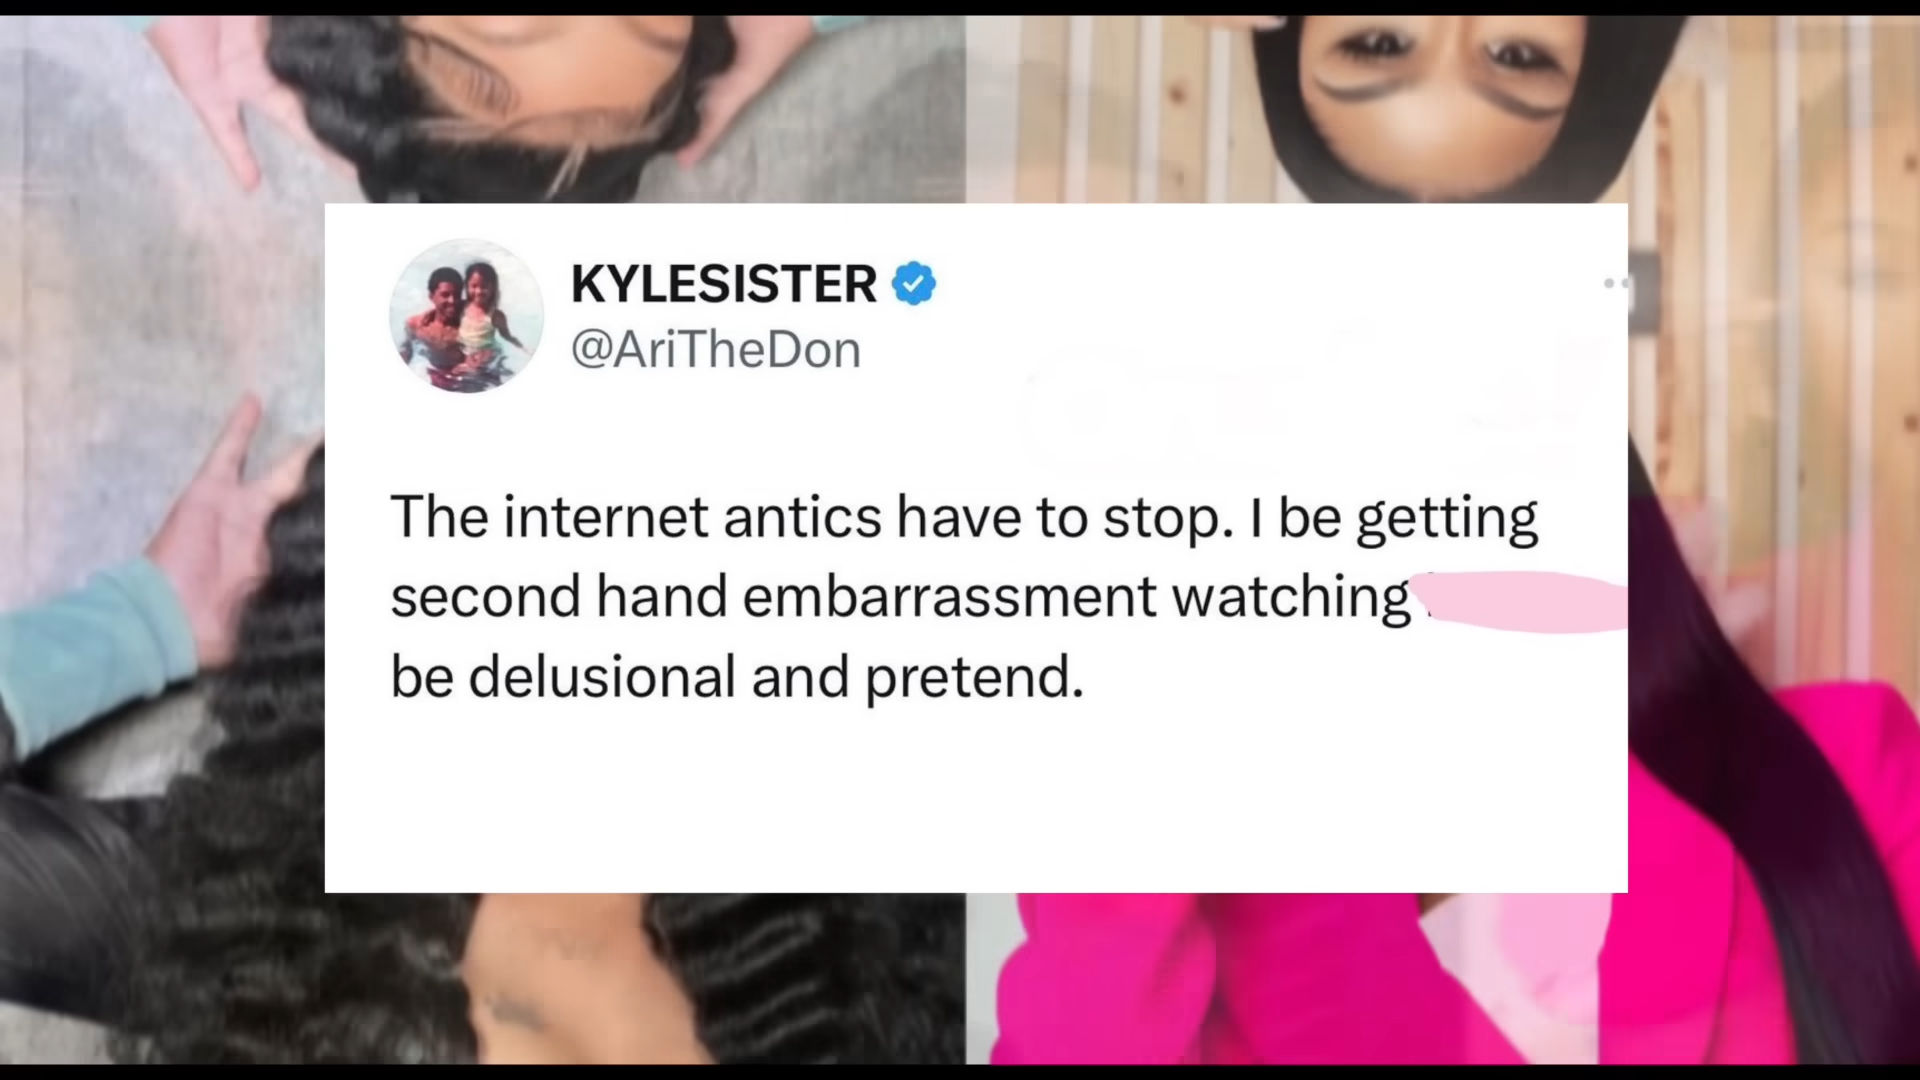 KYLESISTER
@AriTheDon
The internet antics have to stop. I be getting
second hand embarrassment watching
be delusional and pretend.